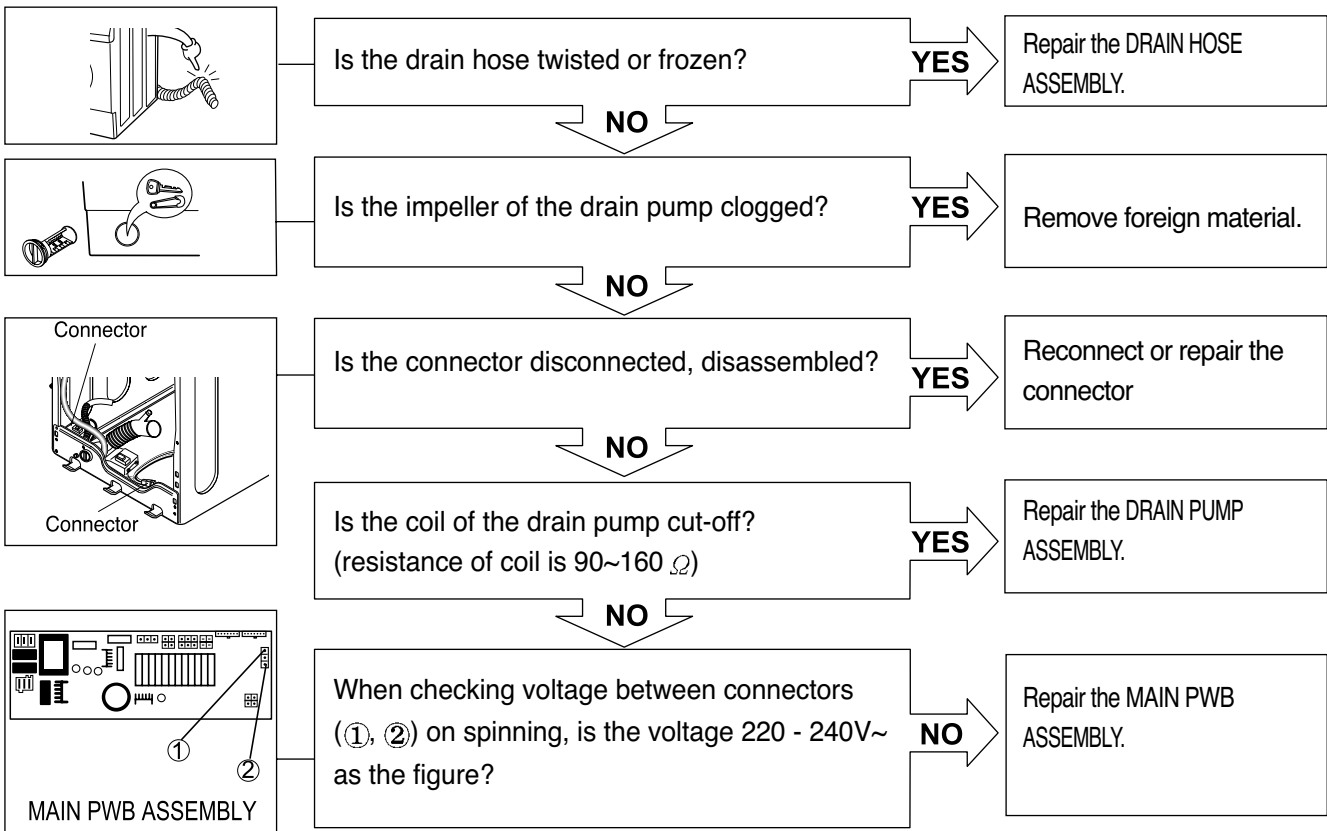 Is the drain hose twisted or frozen?
YES
Repair the DRAIN HOSE
ASSEMBLY.
NO
Is the impeller of the drain pump clogged?
YES
Remove foreign material.
NO
Connector
Connector
Is the connector disconnected, disassembled?
YES
Reconnect or repair the
connector
NO
Is the coil of the drain pump cut-off?
(resistance of coil is 90~160 Ω)
YES
Repair the DRAIN PUMP
ASSEMBLY.
NO
①
②
MAIN PWB ASSEMBLY
When checking voltage between connectors
(①, ②) on spinning, is the voltage 220 - 240V~
as the figure?
NO
Repair the MAIN PWB
ASSEMBLY.